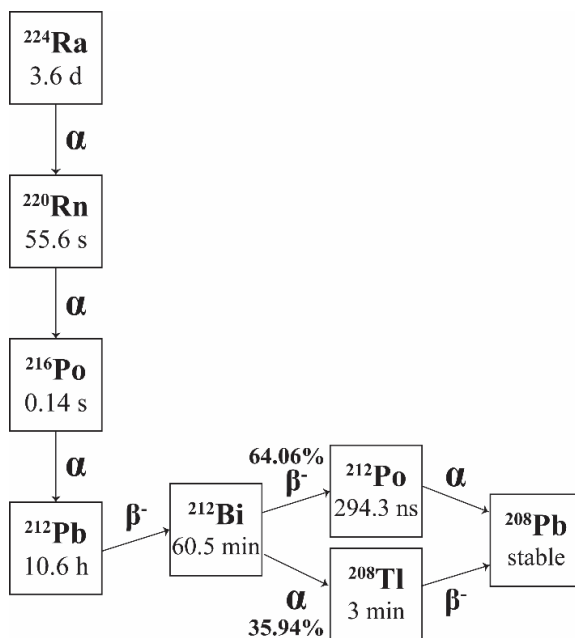 ²²⁴Ra
3.6 d
α
²²⁰Rn
55.6 s
α
²¹⁶Po
0.14 s
α
²¹²Pb
10.6 h
β⁻
²¹²Bi
60.5 min
64.06%
β⁻
²¹²Po
294.3 ns
α
α
35.94%
²⁰⁸Tl
3 min
β⁻
²⁰⁸Pb
stable